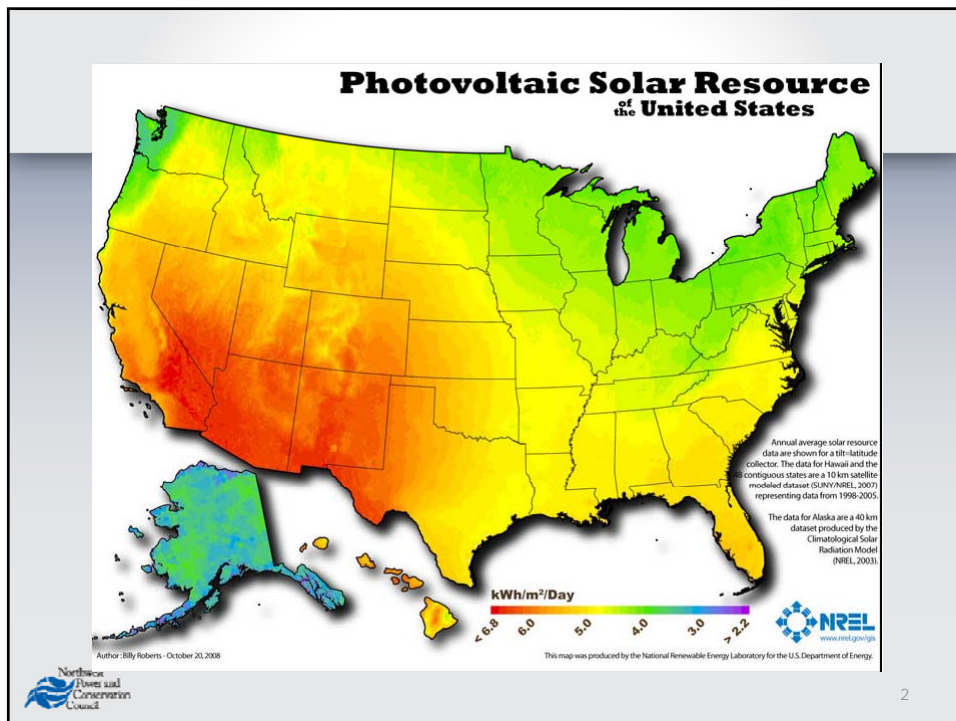 Photovoltaic Solar Resource
of the United States
Annual average solar resource
data are shown for a tilt=latitude
collector. The data for Hawaii and the
48 contiguous states are a 10 km satellite
modeled dataset (SUNY/NREL, 2007)
representing data from 1998-2005.
The data for Alaska are a 40 km
dataset produced by the
Climatological Solar
Radiation Model
(NREL, 2003).
kWh/m²/Day
< 6.8 6.0 5.0 4.0 3.0 > 2.2
NREL
www.nrel.gov/gis
Author : Billy Roberts - October 20, 2008
This map was produced by the National Renewable Energy Laboratory for the U.S. Department of Energy.
Northwest
Power and
Conservation
Council
2